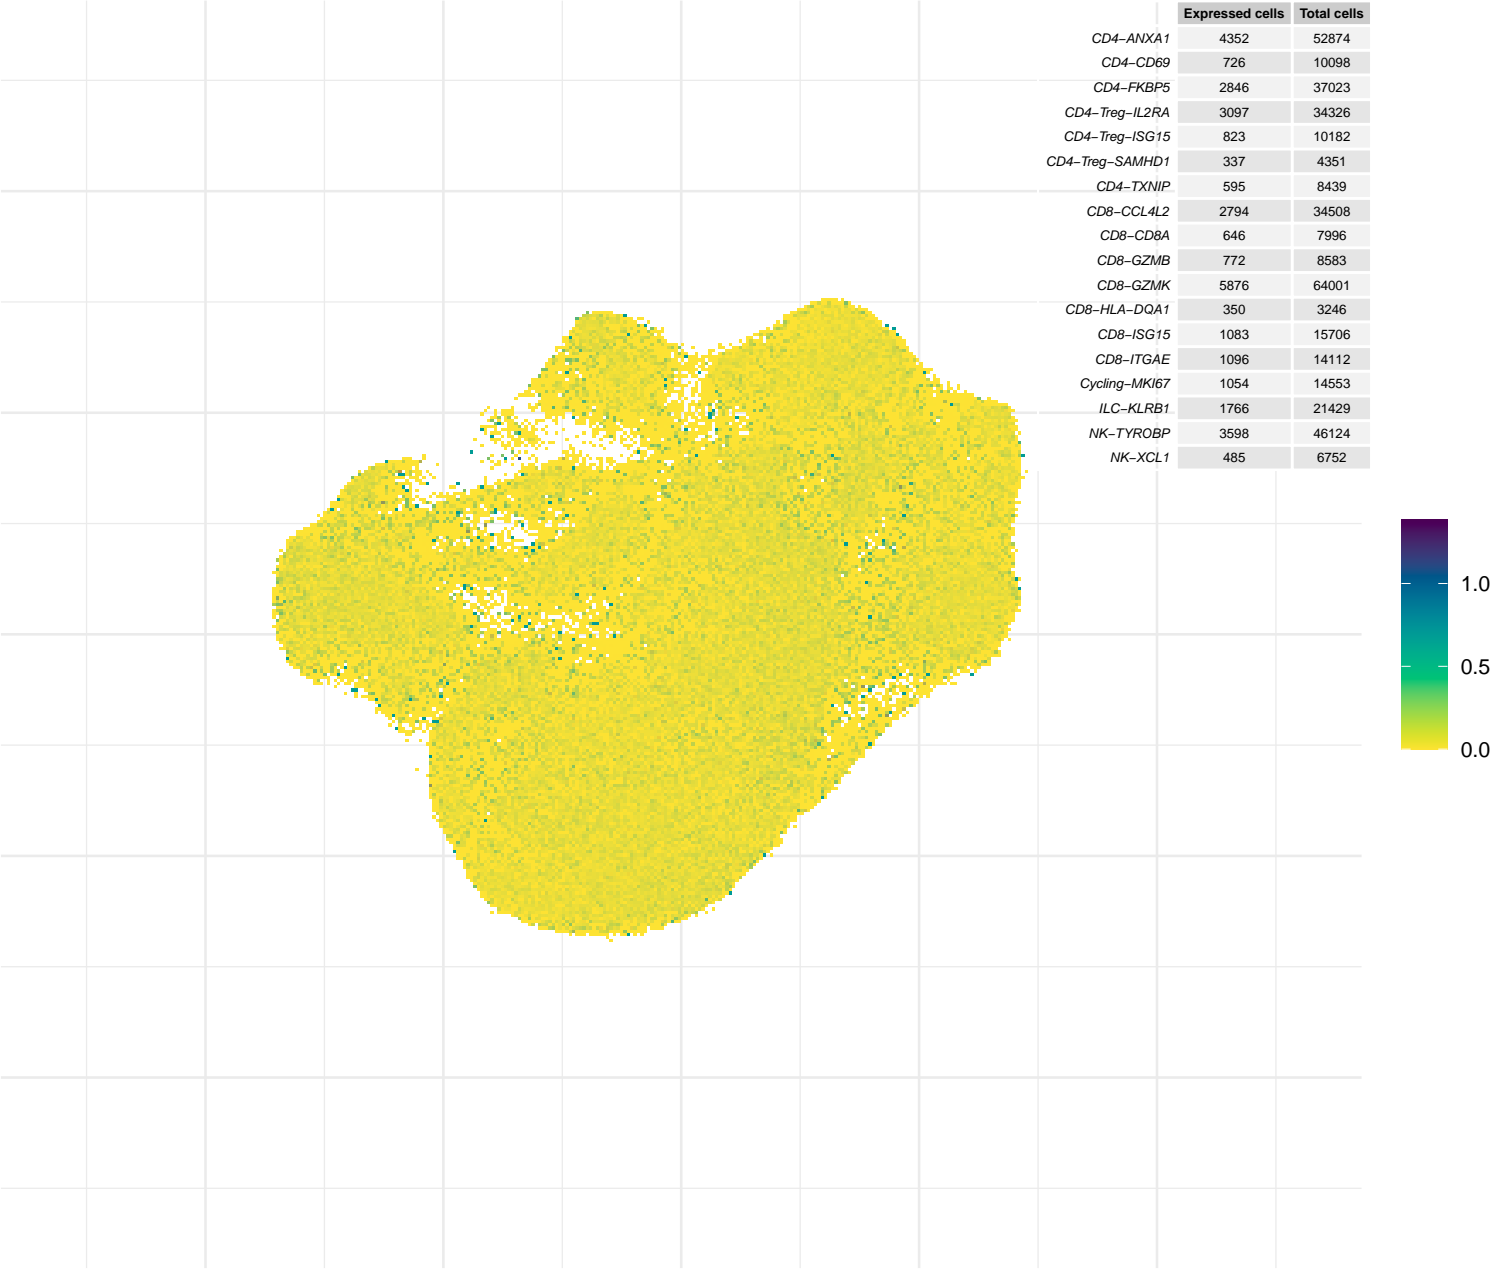 Expressed cells Total cells
CD4−ANXA1 4352 52874
CD4−CD69 726 10098
CD4−FKBP5 2846 37023
CD4−Treg−IL2RA 3097 34326
CD4−Treg−ISG15 823 10182
CD4−Treg−SAMHD1 337 4351
CD4−TXNIP 595 8439
CD8−CCL4L2 2794 34508
CD8−CD8A 646 7996
CD8−GZMB 772 8583
CD8−GZMK 5876 64001
CD8−HLA−DQA1 350 3246
CD8−ISG15 1083 15706
CD8−ITGAE 1096 14112
Cycling−MKI67 1054 14553
ILC−KLRB1 1766 21429
NK−TYROBP 3598 46124
NK−XCL1 485 6752
1.0
0.5
0.0